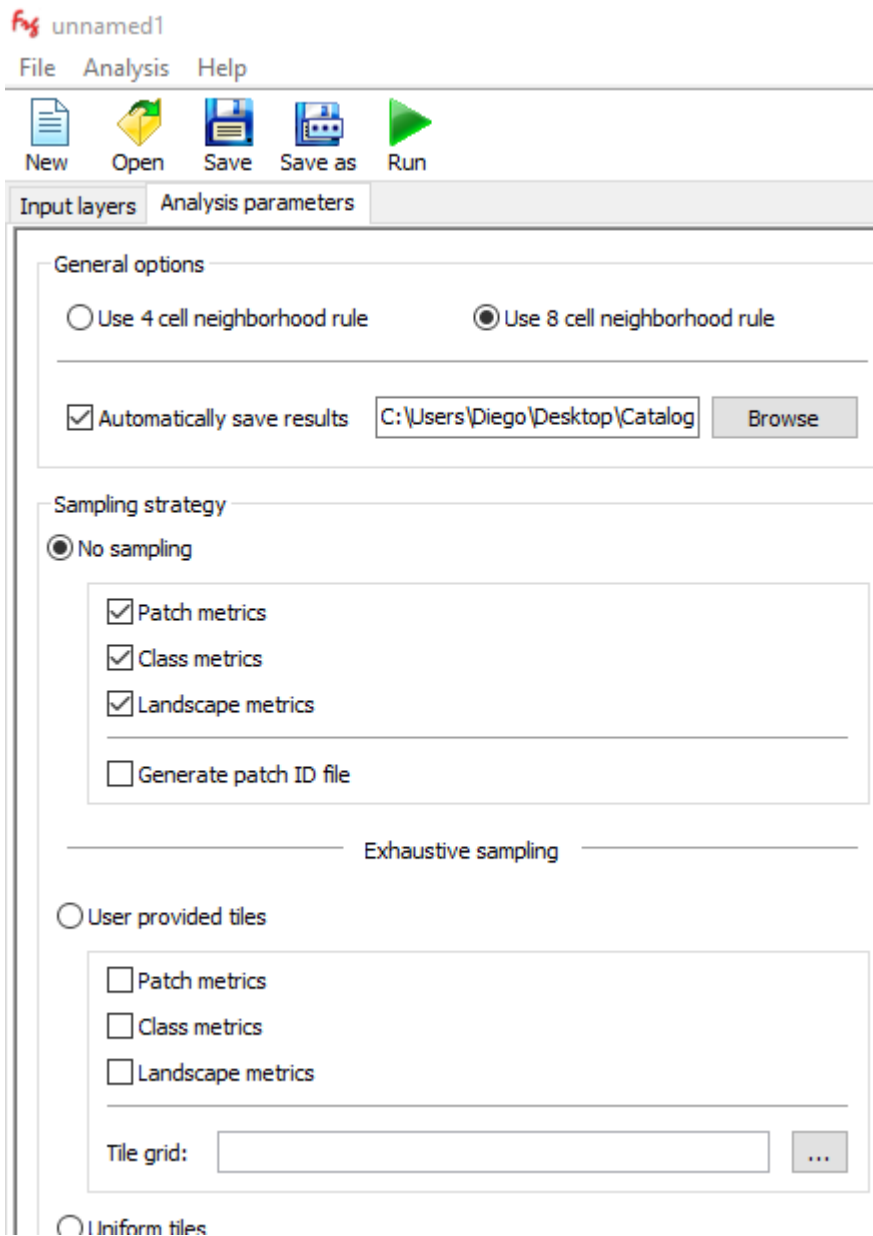 frg unnamed1
File Analysis Help
New Open Save Save as Run
Input layers Analysis parameters
General options
Use 4 cell neighborhood rule Use 8 cell neighborhood rule
Automatically save results C:\Users\Diego\Desktop\Catalog Browse
Sampling strategy
No sampling
Patch metrics
Class metrics
Landscape metrics
Generate patch ID file
Exhaustive sampling
User provided tiles
Patch metrics
Class metrics
Landscape metrics
Tile grid: ...
Uniform tiles